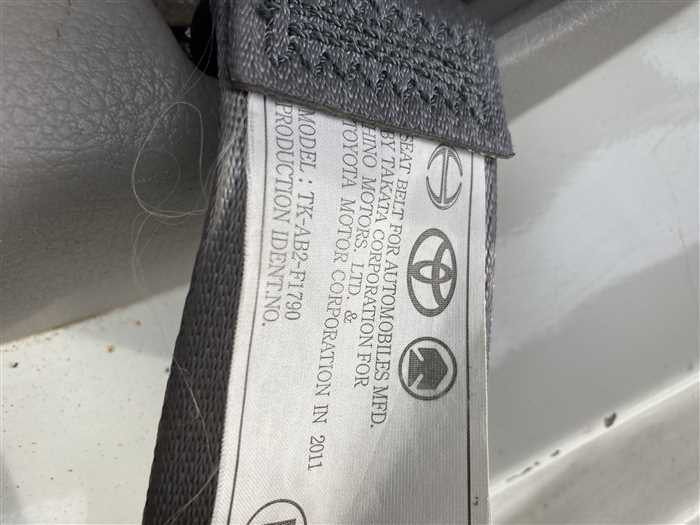 SEAT BELT FOR AUTOMOBILES MFD.
BY TAKATA CORPORATION FOR
HINO MOTORS, LTD. &
TOYOTA MOTOR CORPORATION IN 2011
MODEL : TK-AB2-F1790
PRODUCTION IDENT.NO.